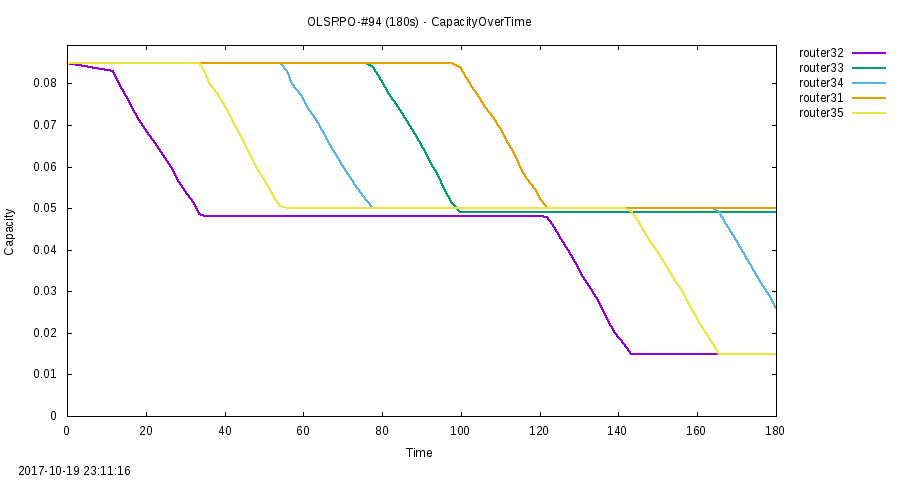 OLSRPO-#94 (180s) - CapacityOverTime
router32
router33
router34
router31
router35
0.08
0.07
0.06
0.05
0.04
0.03
0.02
0.01
0
Capacity
0 20 40 60 80 100 120 140 160 180
Time
2017-10-19 23:11:16